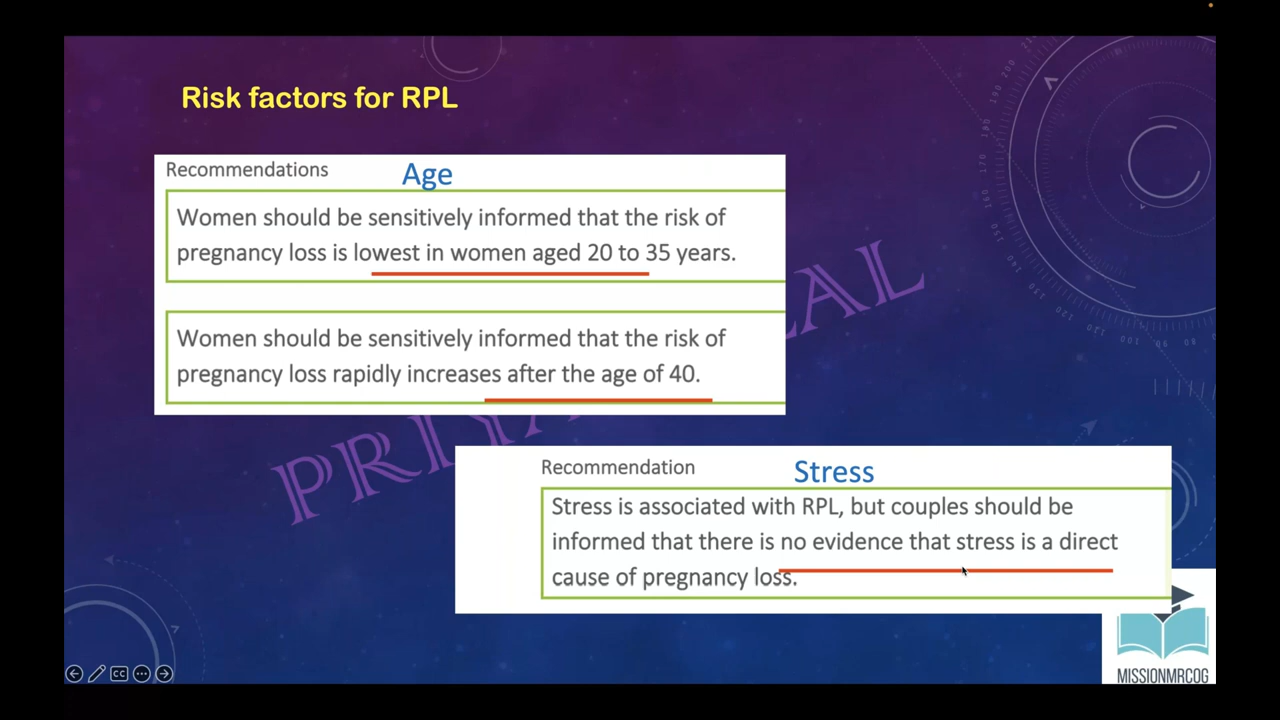 Risk factors for RPL
Recommendations
Age
Women should be sensitively informed that the risk of
pregnancy loss is lowest in women aged 20 to 35 years.
Women should be sensitively informed that the risk of
pregnancy loss rapidly increases after the age of 40.
Recommendation
Stress
Stress is associated with RPL, but couples should be
informed that there is no evidence that stress is a direct
cause of pregnancy loss.
CC
MISSIONMRCOG